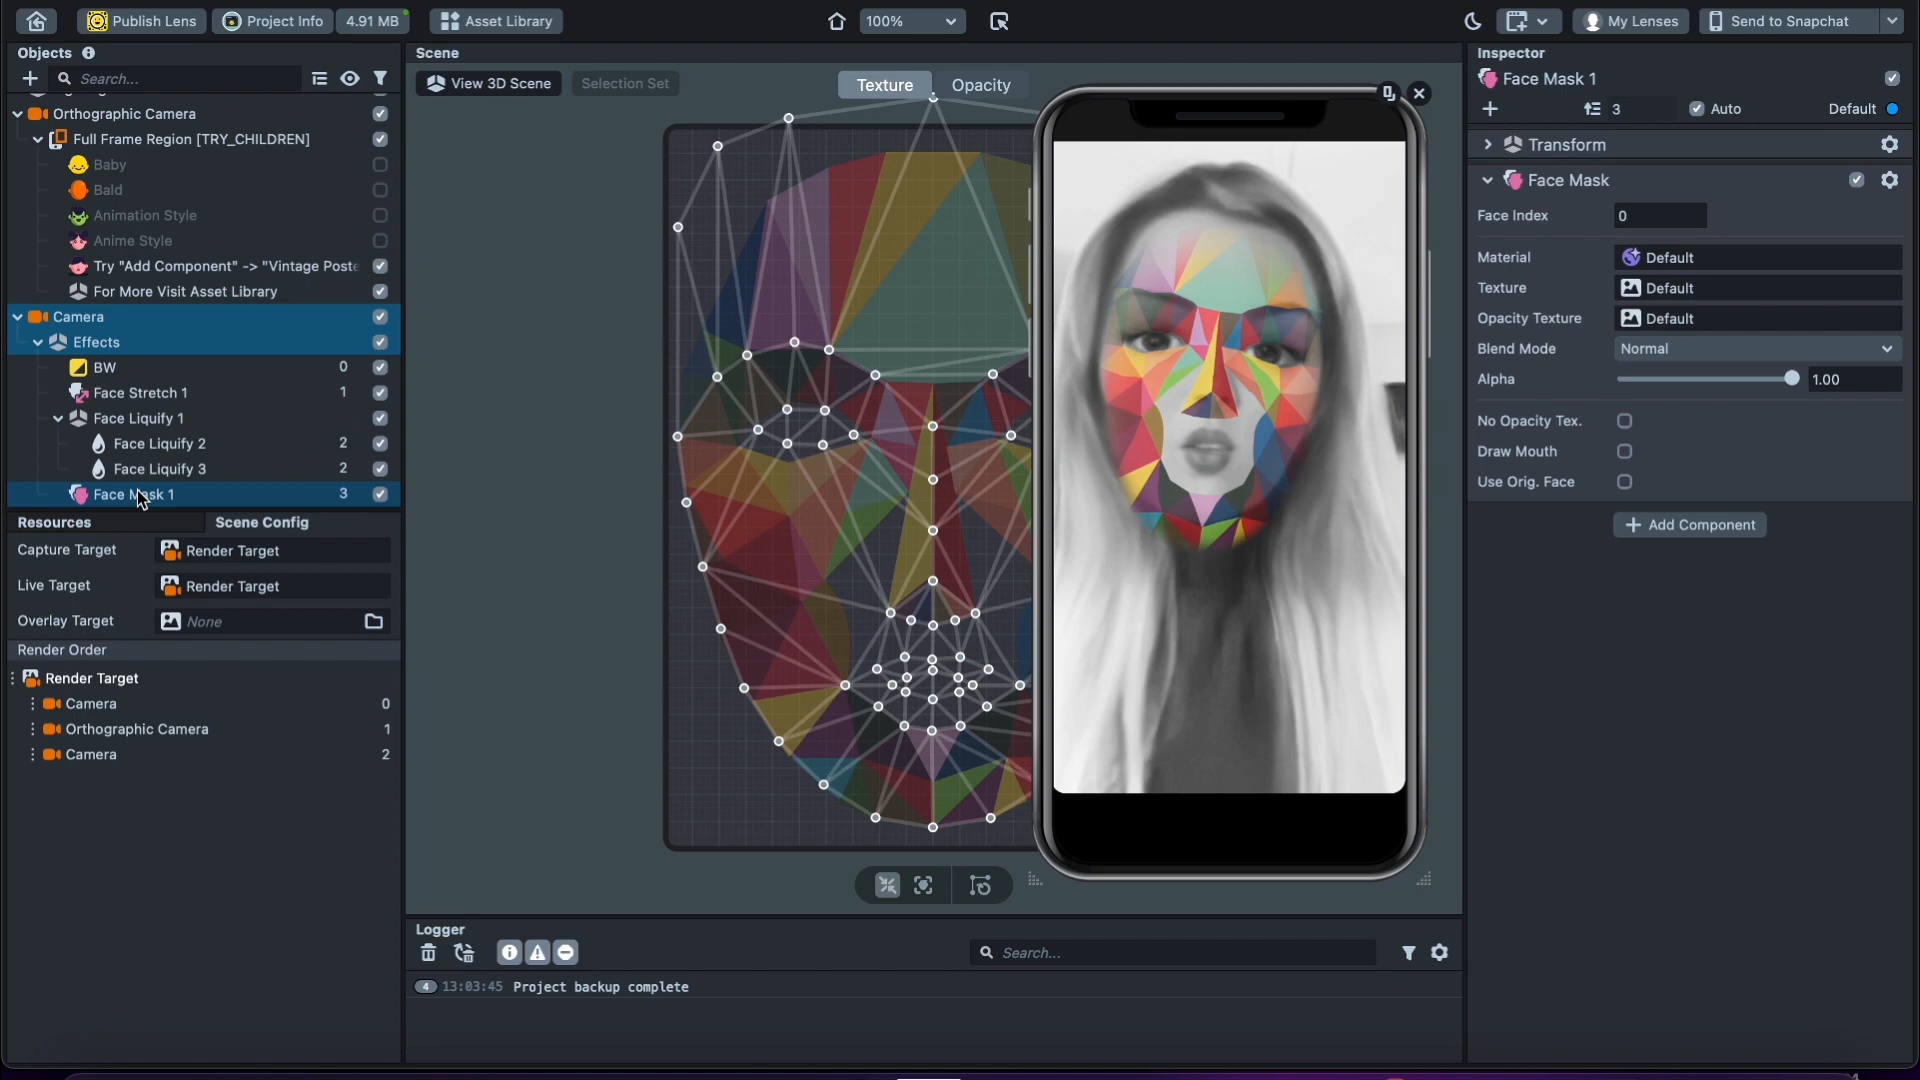 Publish Lens
Project Info
4.91 MB
Asset Library
100%
My Lenses
Send to Snapchat
Objects
Search...
Orthographic Camera
Full Frame Region [TRY_CHILDREN]
Baby
Bald
Animation Style
Anime Style
Try "Add Component" -> "Vintage Poste
For More Visit Asset Library
Camera
Effects
BW 0
Face Stretch 1 1
Face Liquify 1
Face Liquify 2 2
Face Liquify 3 2
Face Mask 1 3
Resources
Scene Config
Capture Target Render Target
Live Target Render Target
Overlay Target None
Render Order
Render Target
Camera 0
Orthographic Camera 1
Camera 2
Scene
View 3D Scene
Selection Set
Texture
Opacity
Logger
Search...
4 13:03:45 Project backup complete
Inspector
Face Mask 1
3
Auto
Default
Transform
Face Mask
Face Index 0
Material Default
Texture Default
Opacity Texture Default
Blend Mode Normal
Alpha 1.00
No Opacity Tex.
Draw Mouth
Use Orig. Face
Add Component